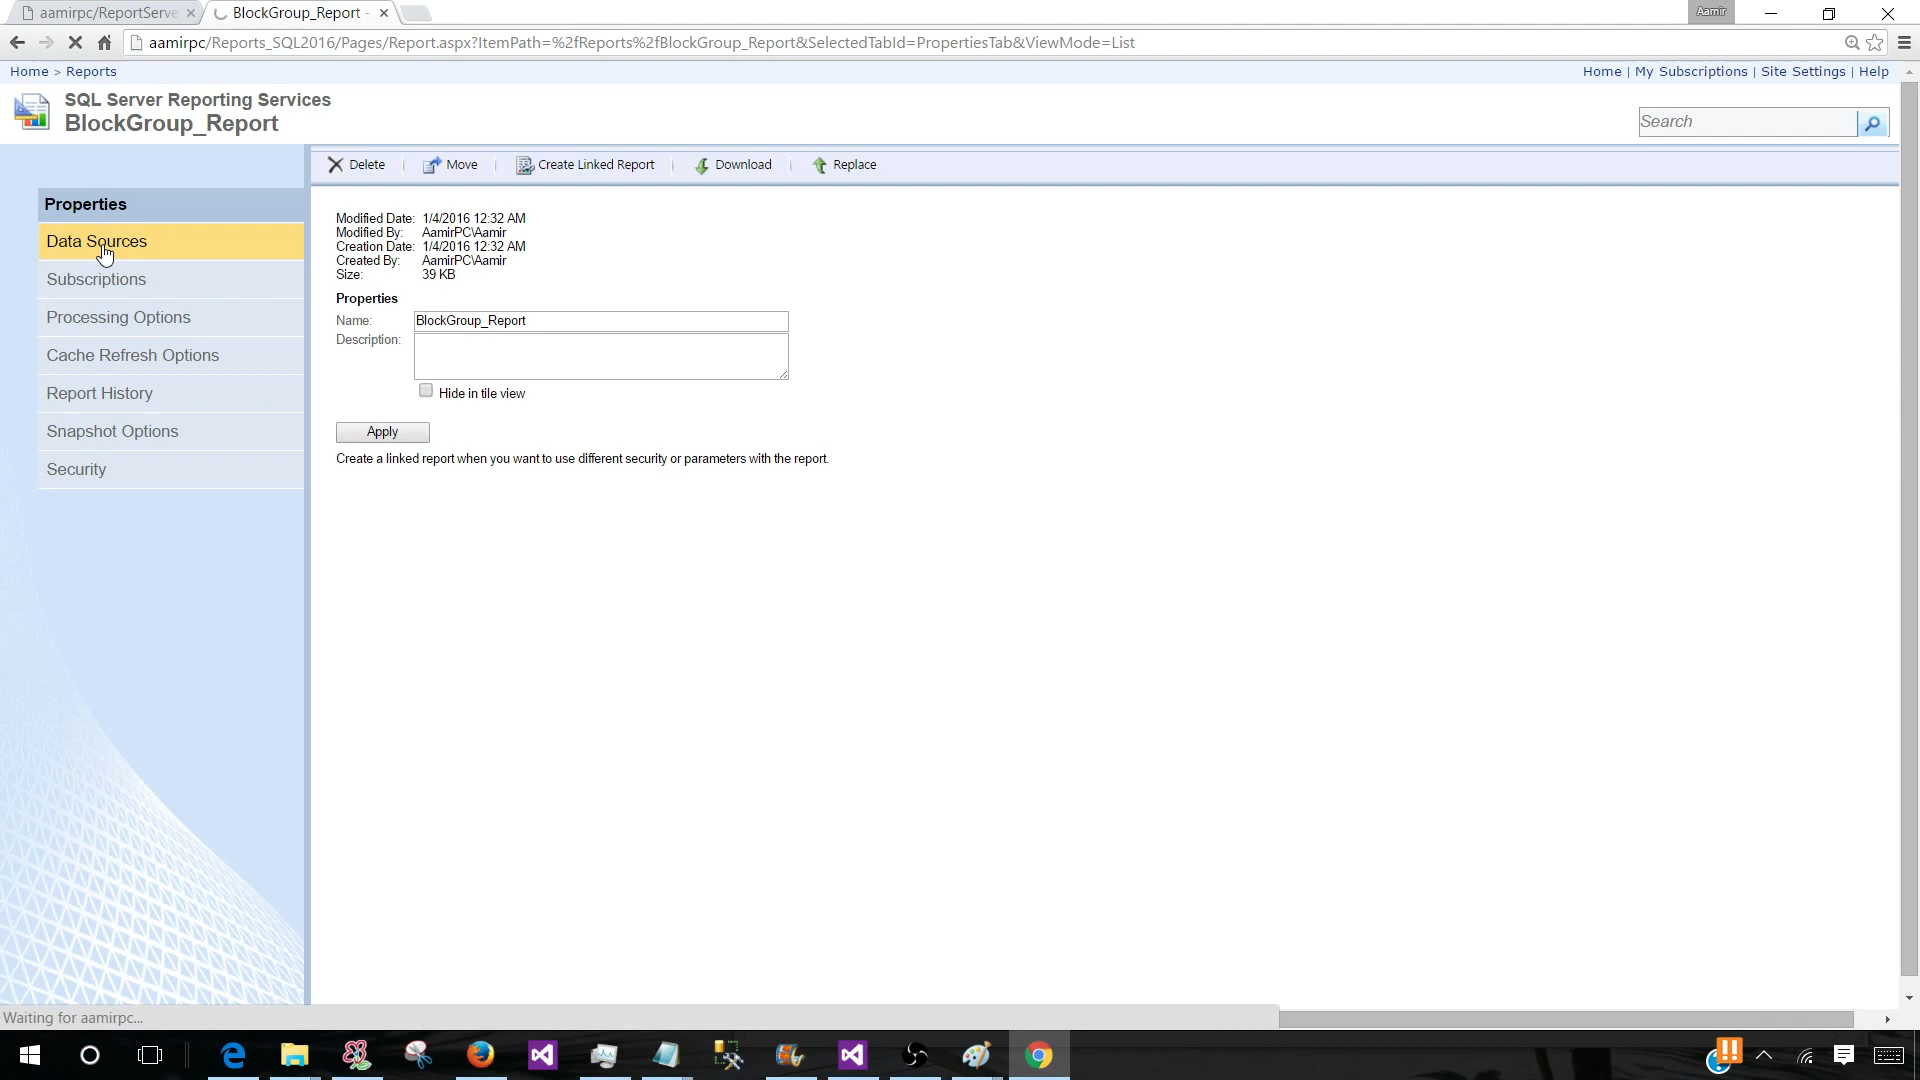 aamirpc/ReportServe
BlockGroup_Report -
Aamir
aamirpc/Reports_SQL2016/Pages/Report.aspx?ItemPath=%2fReports%2fBlockGroup_Report&SelectedTabId=PropertiesTab&ViewMode=List
Home > Reports
Home | My Subscriptions | Site Settings | Help
SQL Server Reporting Services
BlockGroup_Report
Search
Delete | Move | Create Linked Report | Download | Replace
Properties
Data Sources
Subscriptions
Processing Options
Cache Refresh Options
Report History
Snapshot Options
Security
Modified Date: 1/4/2016 12:32 AM
Modified By: AamirPC\Aamir
Creation Date: 1/4/2016 12:32 AM
Created By: AamirPC\Aamir
Size: 39 KB
Properties
Name: BlockGroup_Report
Description:
Hide in tile view
Apply
Create a linked report when you want to use different security or parameters with the report.
Waiting for aamirpc...